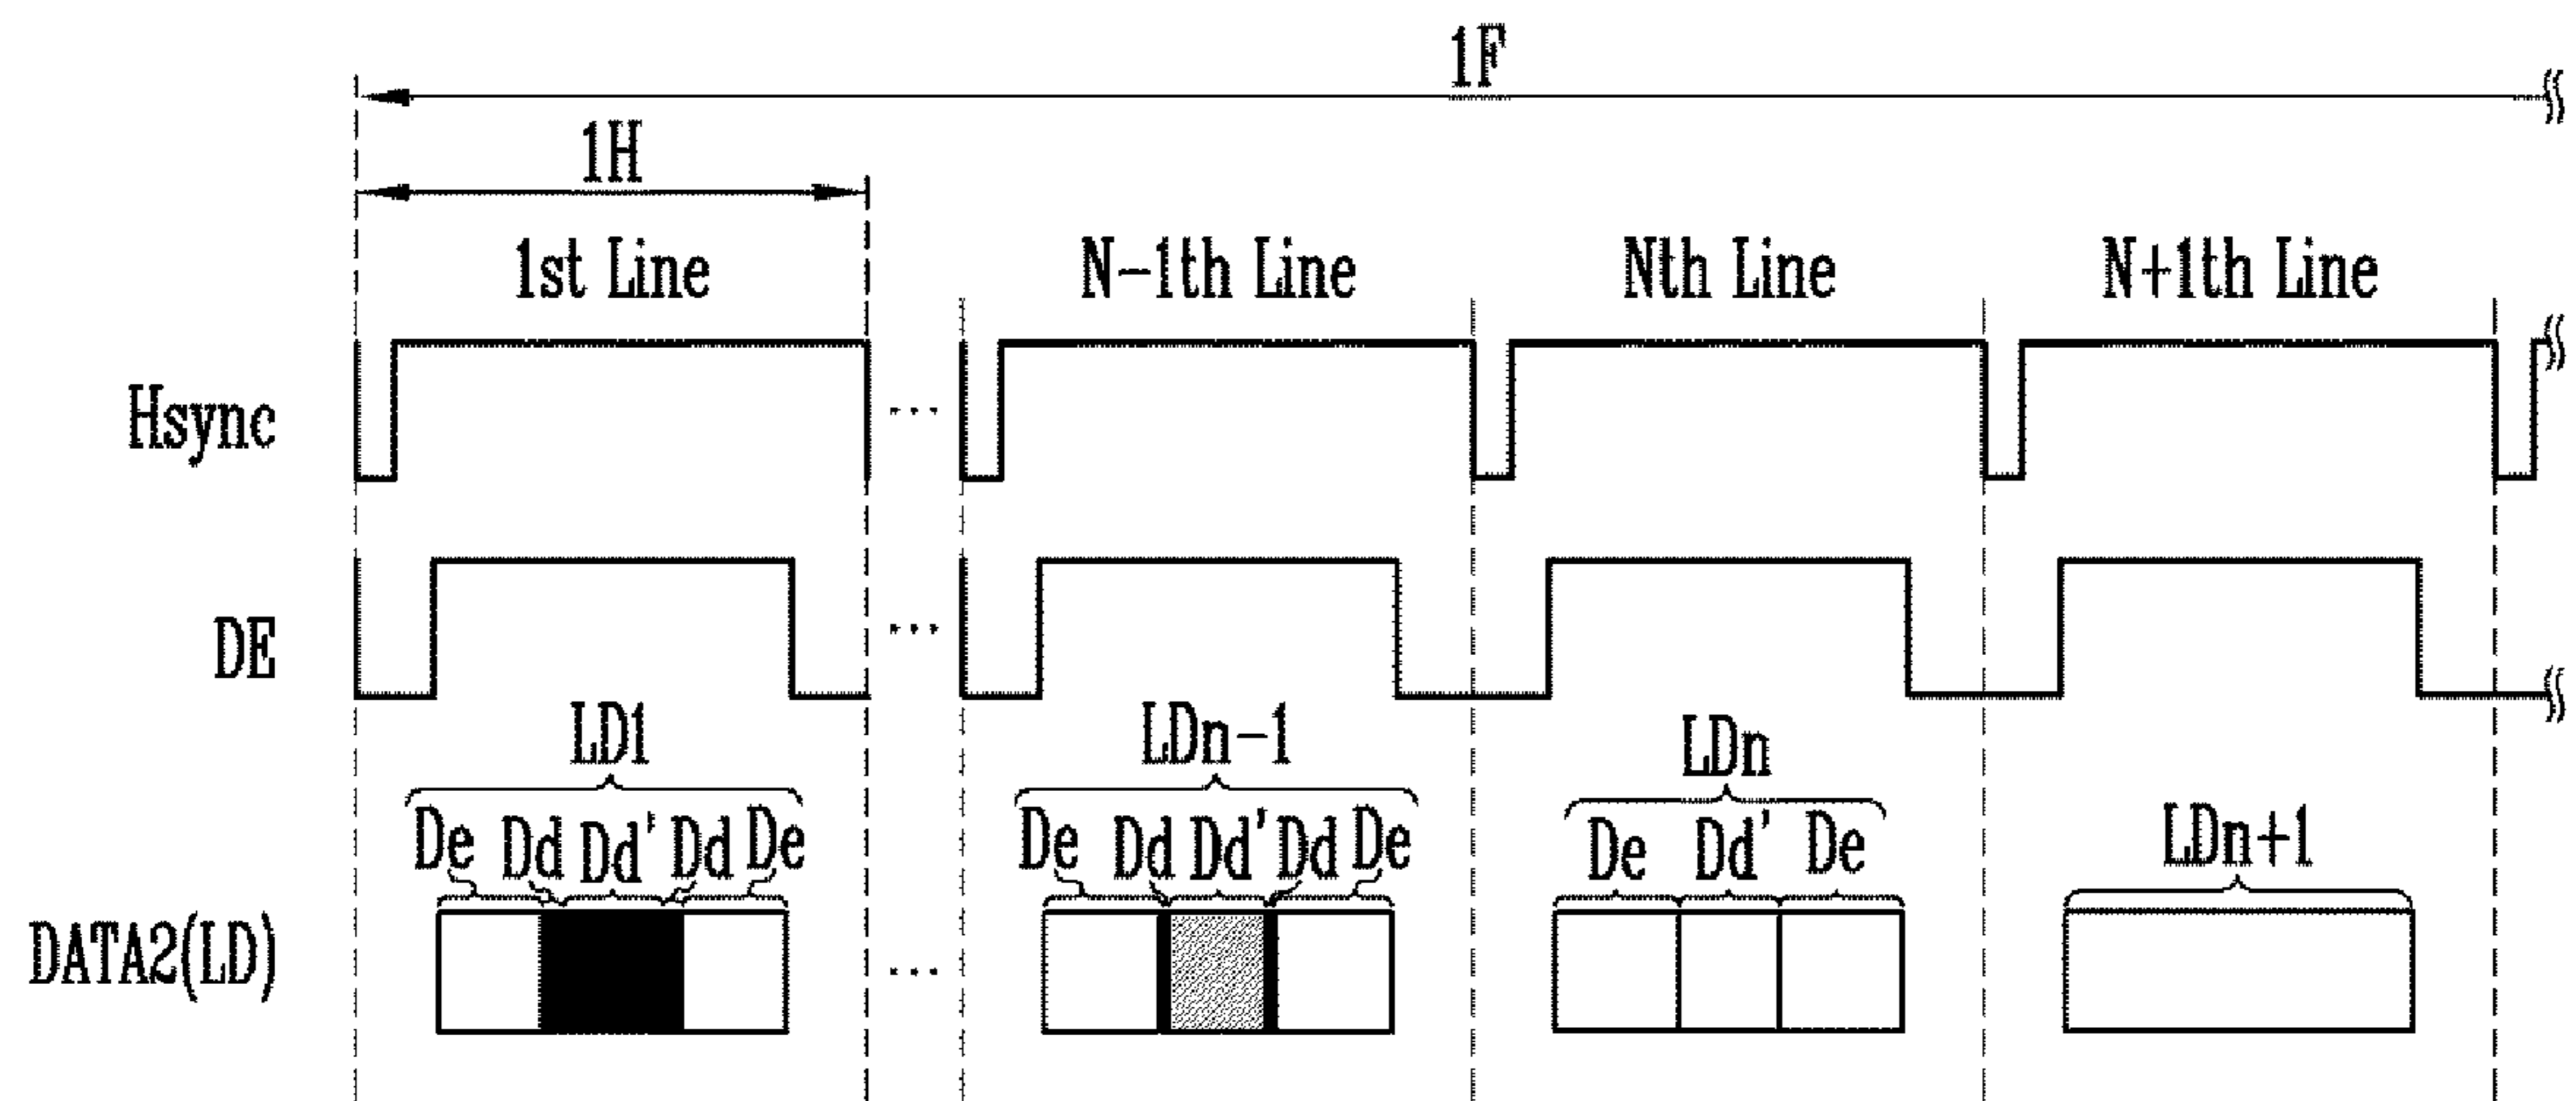 1F
1H
1st Line N-1th Line Nth Line N+1th Line
Hsync ...
DE ...
LD1 LDn-1 LDn LDn+1
De Dd Dd' Dd De De Dd Dd' Dd De De Dd' De
DATA2(LD) ...